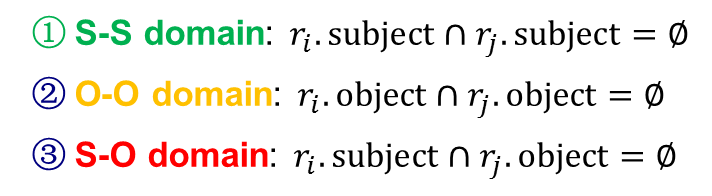 ① S-S domain: rᵢ.subject ∩ rⱼ.subject = ∅
② O-O domain: rᵢ.object ∩ rⱼ.object = ∅
③ S-O domain: rᵢ.subject ∩ rⱼ.object = ∅